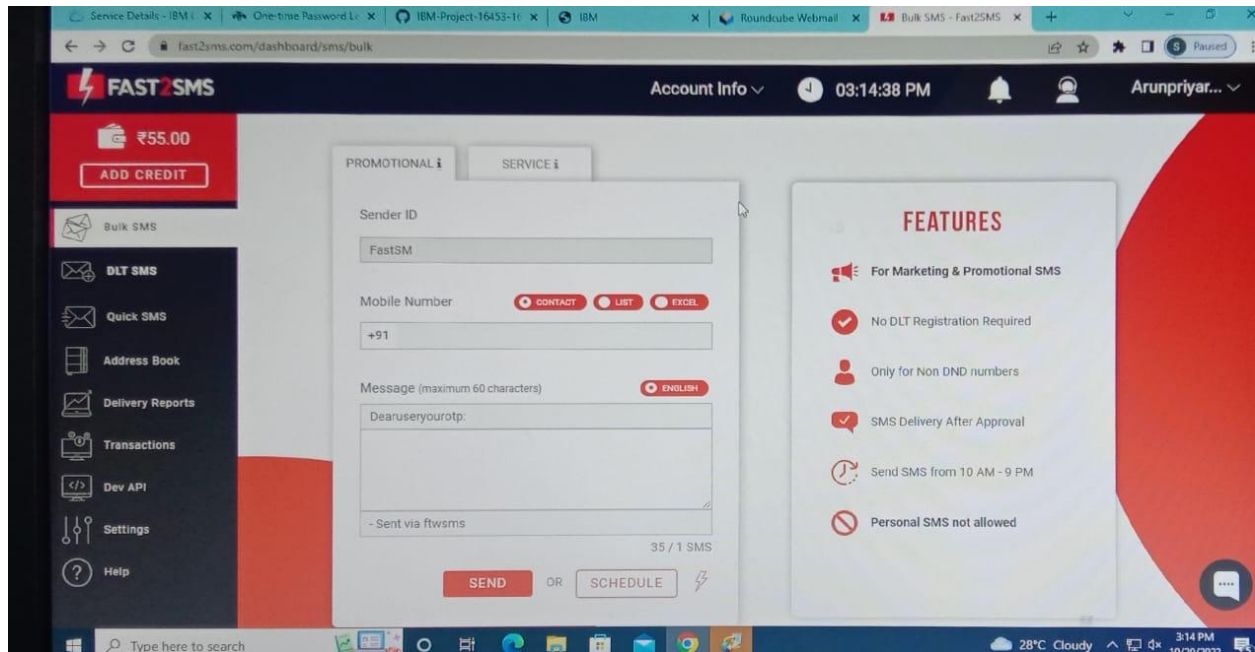 Service Details - IBM C
One-time Password Lo
IBM-Project-16453-16
IBM
Roundcube Webmail
Bulk SMS - Fast2SMS
fast2sms.com/dashboard/sms/bulk
S Paused
FAST2SMS
Account Info
03:14:38 PM
Arunpriyar...
₹55.00
ADD CREDIT
Bulk SMS
DLT SMS
Quick SMS
Address Book
Delivery Reports
Transactions
Dev API
Settings
Help
PROMOTIONAL i
SERVICE i
Sender ID
FastSM
Mobile Number
CONTACT
LIST
EXCEL
+91
Message (maximum 60 characters)
ENGLISH
Dearuseryourotp:
- Sent via ftwsms
35 / 1 SMS
SEND
OR
SCHEDULE
FEATURES
For Marketing & Promotional SMS
No DLT Registration Required
Only for Non DND numbers
SMS Delivery After Approval
Send SMS from 10 AM - 9 PM
Personal SMS not allowed
Type here to search
28°C Cloudy
3:14 PM